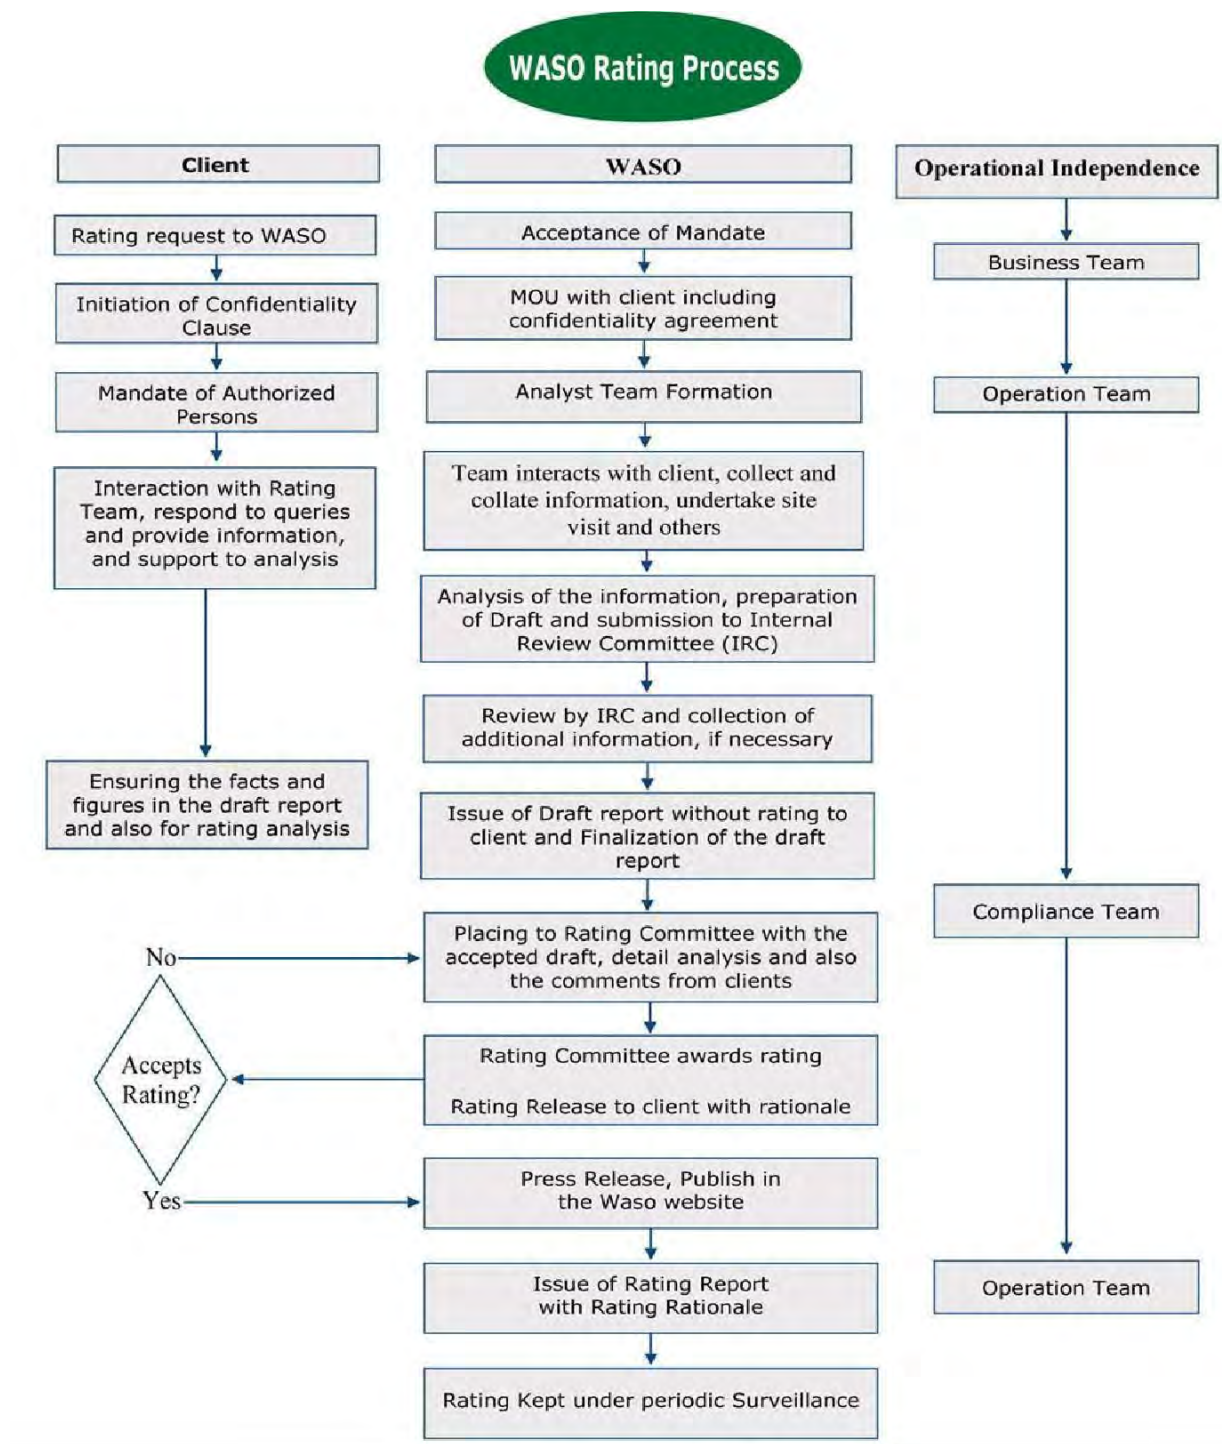 WASO Rating Process
Client
Rating request to WASO
Initiation of Confidentiality
Clause
Mandate of Authorized
Persons
Interaction with Rating
Team, respond to queries
and provide information,
and support to analysis
Ensuring the facts and
figures in the draft report
and also for rating analysis
No
Accepts
Rating?
Yes
WASO
Acceptance of Mandate
MOU with client including
confidentiality agreement
Analyst Team Formation
Team interacts with client, collect and
collate information, undertake site
visit and others
Analysis of the information, preparation
of Draft and submission to Internal
Review Committee (IRC)
Review by IRC and collection of
additional information, if necessary
Issue of Draft report without rating to
client and Finalization of the draft
report
Placing to Rating Committee with the
accepted draft, detail analysis and also
the comments from clients
Rating Committee awards rating
Rating Release to client with rationale
Press Release, Publish in
the Waso website
Issue of Rating Report
with Rating Rationale
Rating Kept under periodic Surveillance
Operational Independence
Business Team
Operation Team
Compliance Team
Operation Team